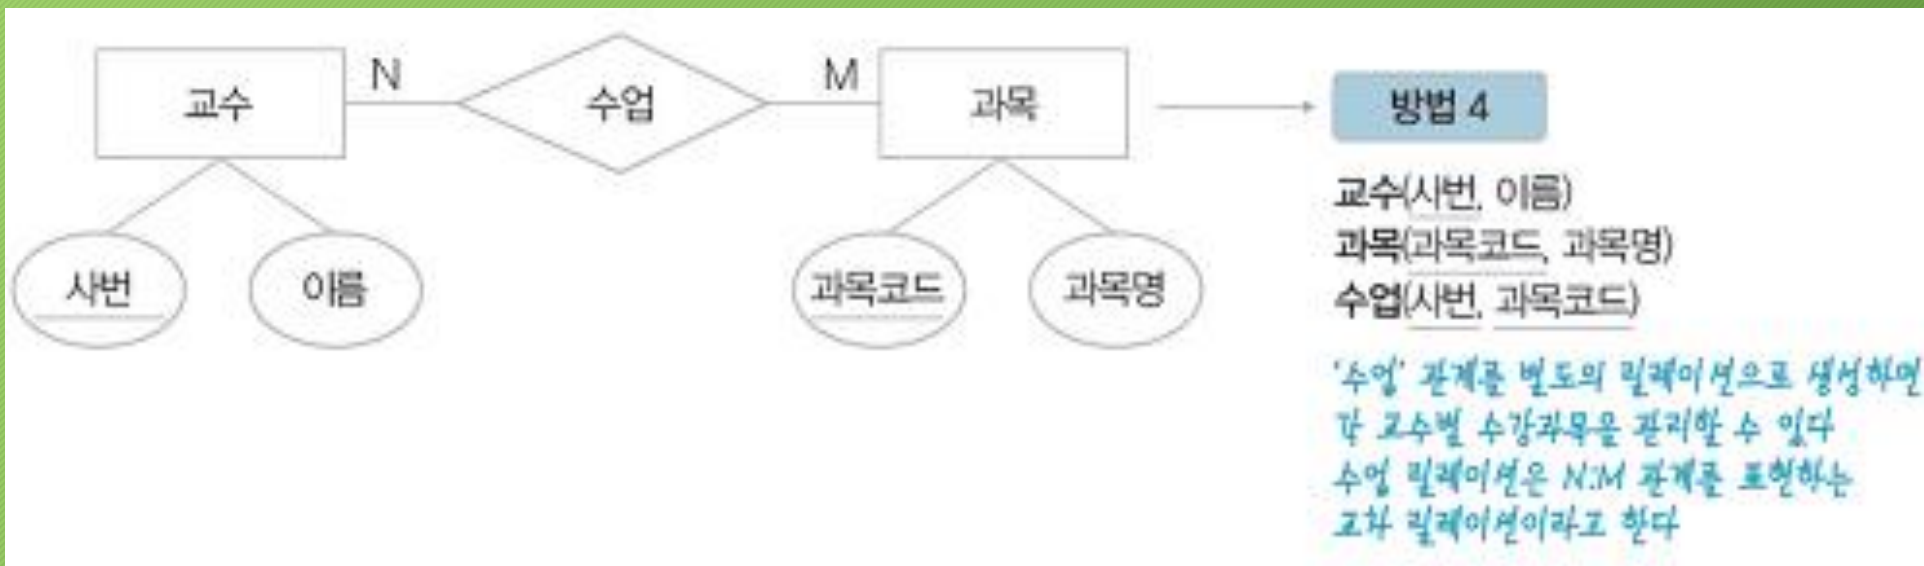 교수
N
수업
M
과목
방법 4
사번
이름
과목코드
과목명
교수(사번, 이름)
과목(과목코드, 과목명)
수업(사번, 과목코드)
'수업' 관계를 별도의 릴레이션으로 생성하면
각 교수별 수강과목을 관리할 수 있다
수업 릴레이션은 N:M 관계를 표현하는
교차 릴레이션이라고 한다